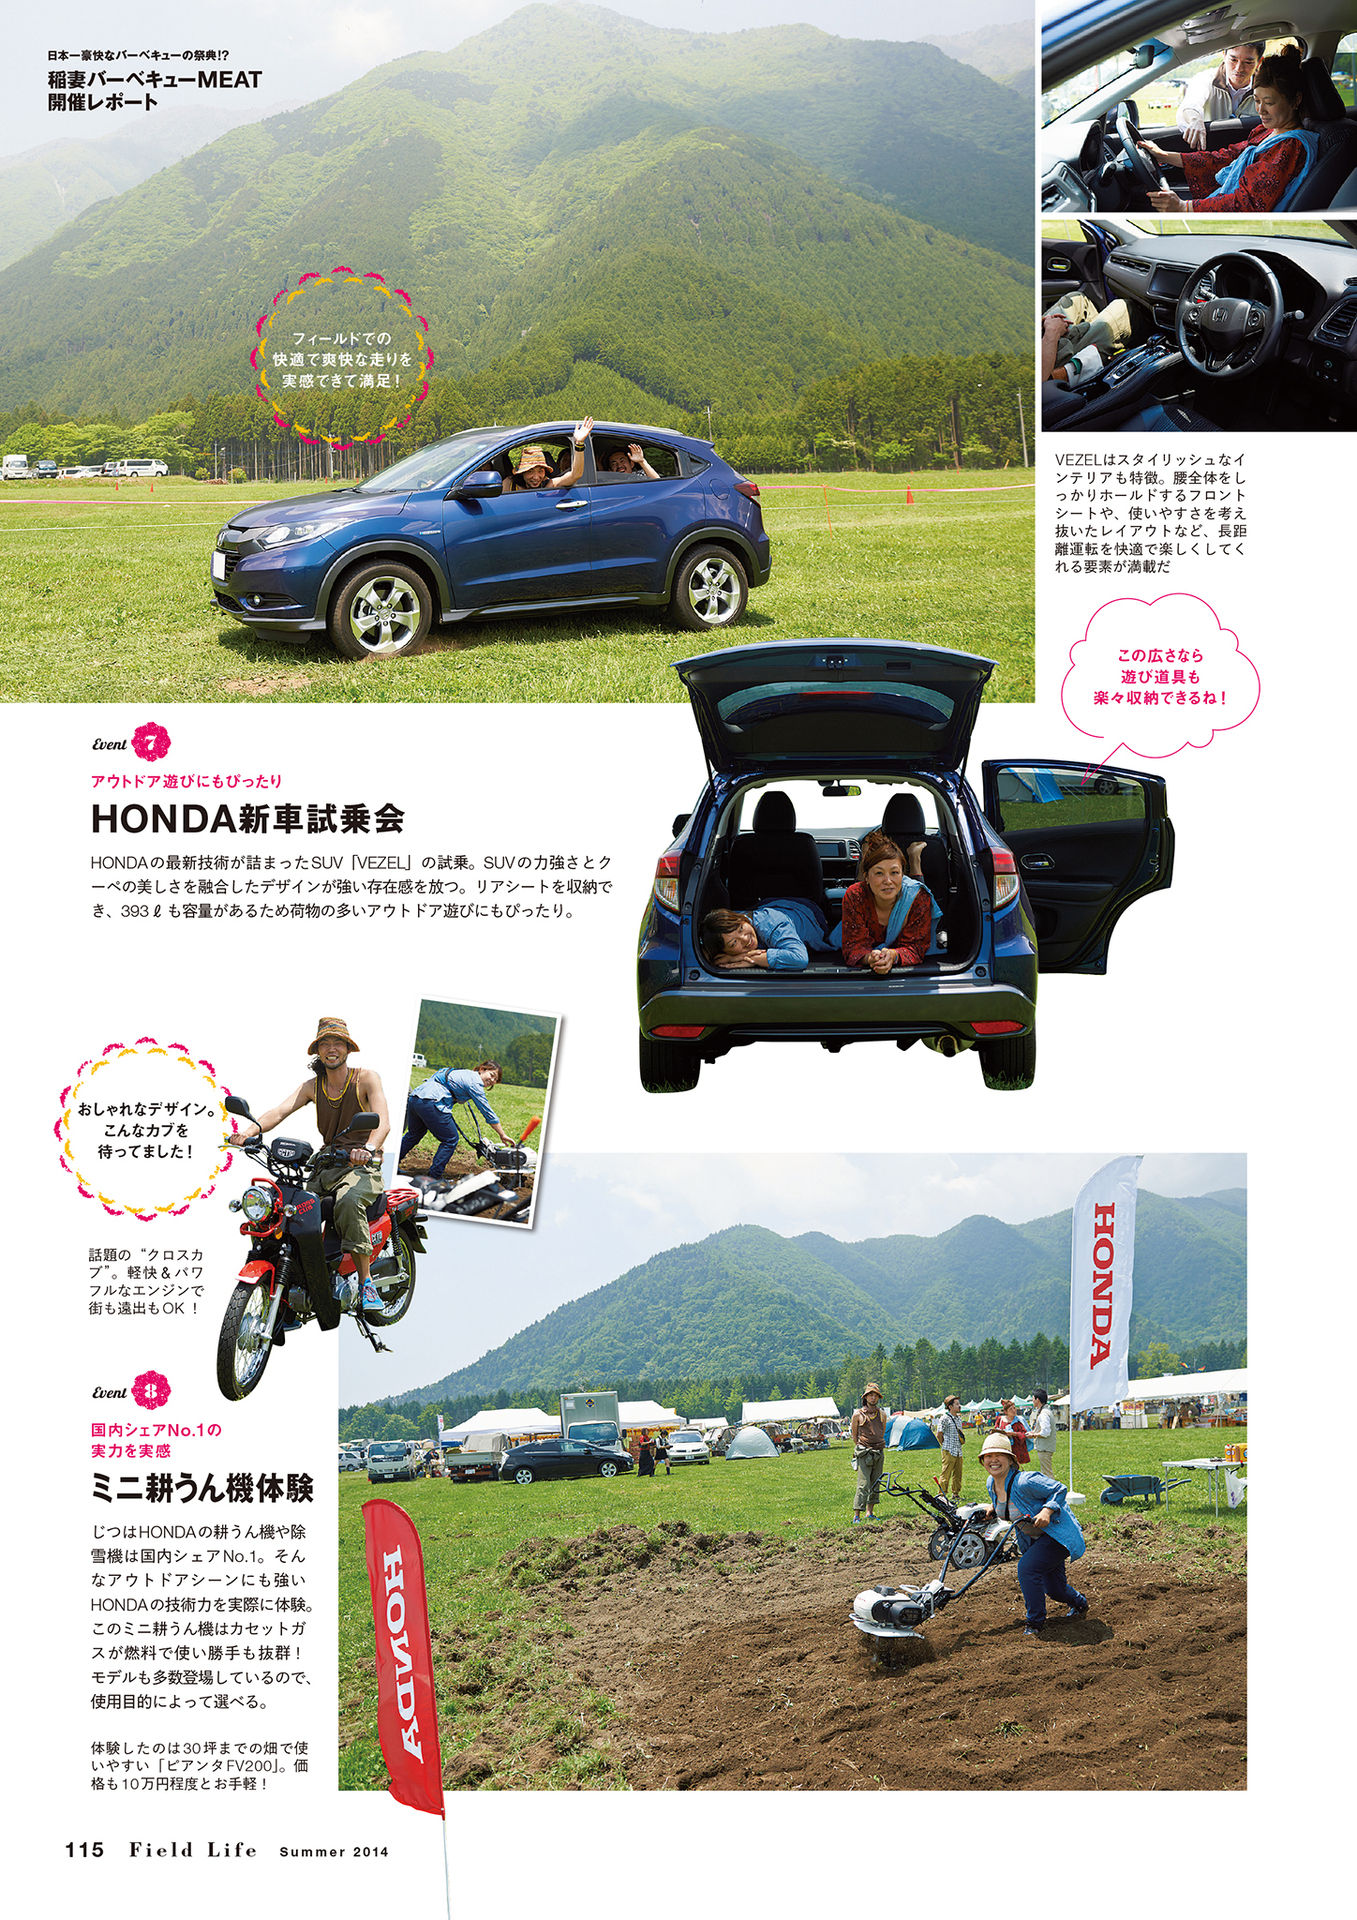 日本一豪快なバーベキューの祭典!?
稲妻バーベキューMEAT
開催レポート
フィールドでの
快適で爽快な走りを
実感できて満足！
VEZELはスタイリッシュなイ
ンテリアも特徴。腰全体をし
っかりホールドするフロント
シートや、使いやすさを考え
抜いたレイアウトなど、長距
離運転を快適で楽しくしてく
れる要素が満載だ
この広さなら
遊び道具も
楽々収納できるね！
Event 7
アウトドア遊びにもぴったり
HONDA新車試乗会
HONDAの最新技術が詰まったSUV「VEZEL」の試乗。SUVの力強さとク
ーペの美しさを融合したデザインが強い存在感を放つ。リアシートを収納で
き、393ℓも容量があるため荷物の多いアウトドア遊びにもぴったり。
おしゃれなデザイン。
こんなカブを
待ってました！
話題の“クロスカ
ブ”。軽快＆パワ
フルなエンジンで
街も遠出もOK！
Event 8
国内シェアNo.1の
実力を実感
ミニ耕うん機体験
じつはHONDAの耕うん機や除
雪機は国内シェアNo.1。そん
なアウトドアシーンにも強い
HONDAの技術力を実際に体験。
このミニ耕うん機はカセットガ
スが燃料で使い勝手も抜群！
モデルも多数登場しているので、
使用目的によって選べる。
体験したのは30坪までの畑で使
いやすい「ピアンタFV200」。価
格も10万円程度とお手軽！
HONDA
HONDA
115 Field Life Summer 2014